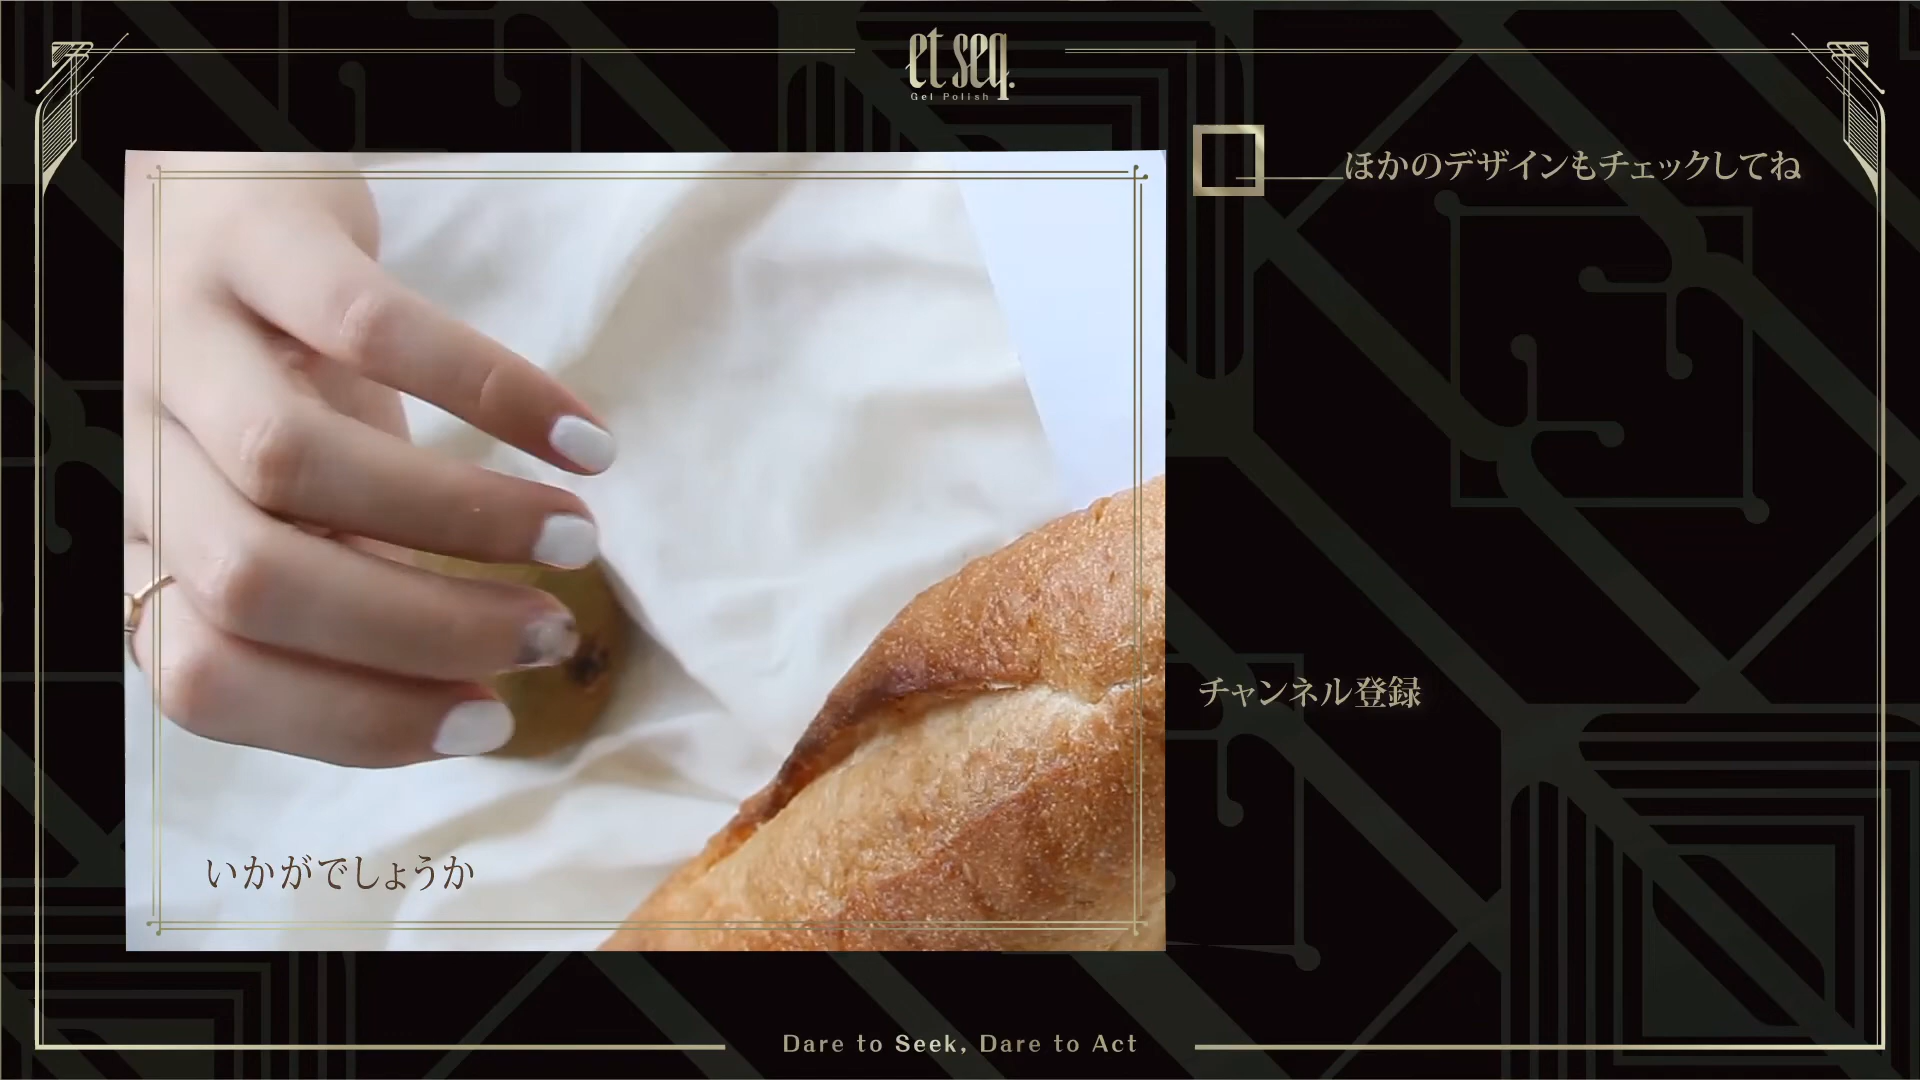 et seq.
Gel Polish
ほかのデザインもチェックしてね
チャンネル登録
いかがでしょうか
Dare to Seek, Dare to Act